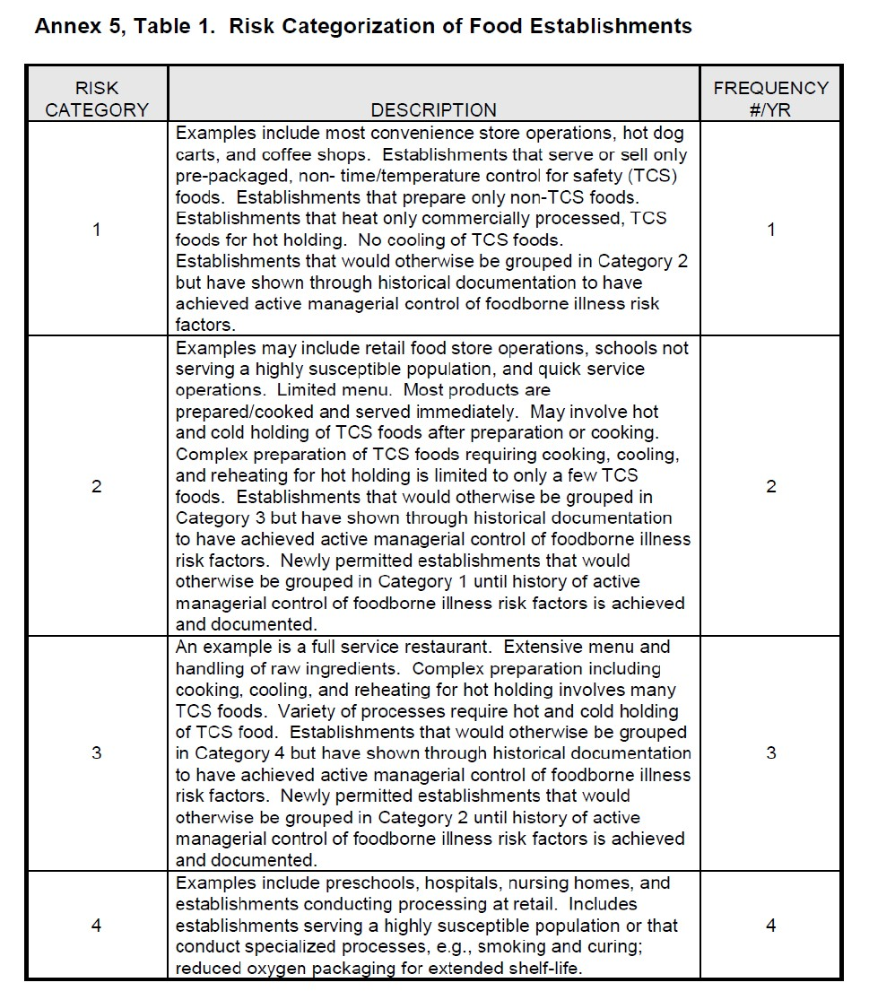 Annex 5, Table 1. Risk Categorization of Food Establishments
RISK
CATEGORY
DESCRIPTION
FREQUENCY
#/YR
1
Examples include most convenience store operations, hot dog
carts, and coffee shops. Establishments that serve or sell only
pre-packaged, non- time/temperature control for safety (TCS)
foods. Establishments that prepare only non-TCS foods.
Establishments that heat only commercially processed, TCS
foods for hot holding. No cooling of TCS foods.
Establishments that would otherwise be grouped in Category 2
but have shown through historical documentation to have
achieved active managerial control of foodborne illness risk
factors.
1
2
Examples may include retail food store operations, schools not
serving a highly susceptible population, and quick service
operations. Limited menu. Most products are
prepared/cooked and served immediately. May involve hot
and cold holding of TCS foods after preparation or cooking.
Complex preparation of TCS foods requiring cooking, cooling,
and reheating for hot holding is limited to only a few TCS
foods. Establishments that would otherwise be grouped in
Category 3 but have shown through historical documentation
to have achieved active managerial control of foodborne illness
risk factors. Newly permitted establishments that would
otherwise be grouped in Category 1 until history of active
managerial control of foodborne illness risk factors is achieved
and documented.
2
3
An example is a full service restaurant. Extensive menu and
handling of raw ingredients. Complex preparation including
cooking, cooling, and reheating for hot holding involves many
TCS foods. Variety of processes require hot and cold holding
of TCS food. Establishments that would otherwise be grouped
in Category 4 but have shown through historical documentation
to have achieved active managerial control of foodborne illness
risk factors. Newly permitted establishments that would
otherwise be grouped in Category 2 until history of active
managerial control of foodborne illness risk factors is achieved
and documented.
3
4
Examples include preschools, hospitals, nursing homes, and
establishments conducting processing at retail. Includes
establishments serving a highly susceptible population or that
conduct specialized processes, e.g., smoking and curing;
reduced oxygen packaging for extended shelf-life.
4